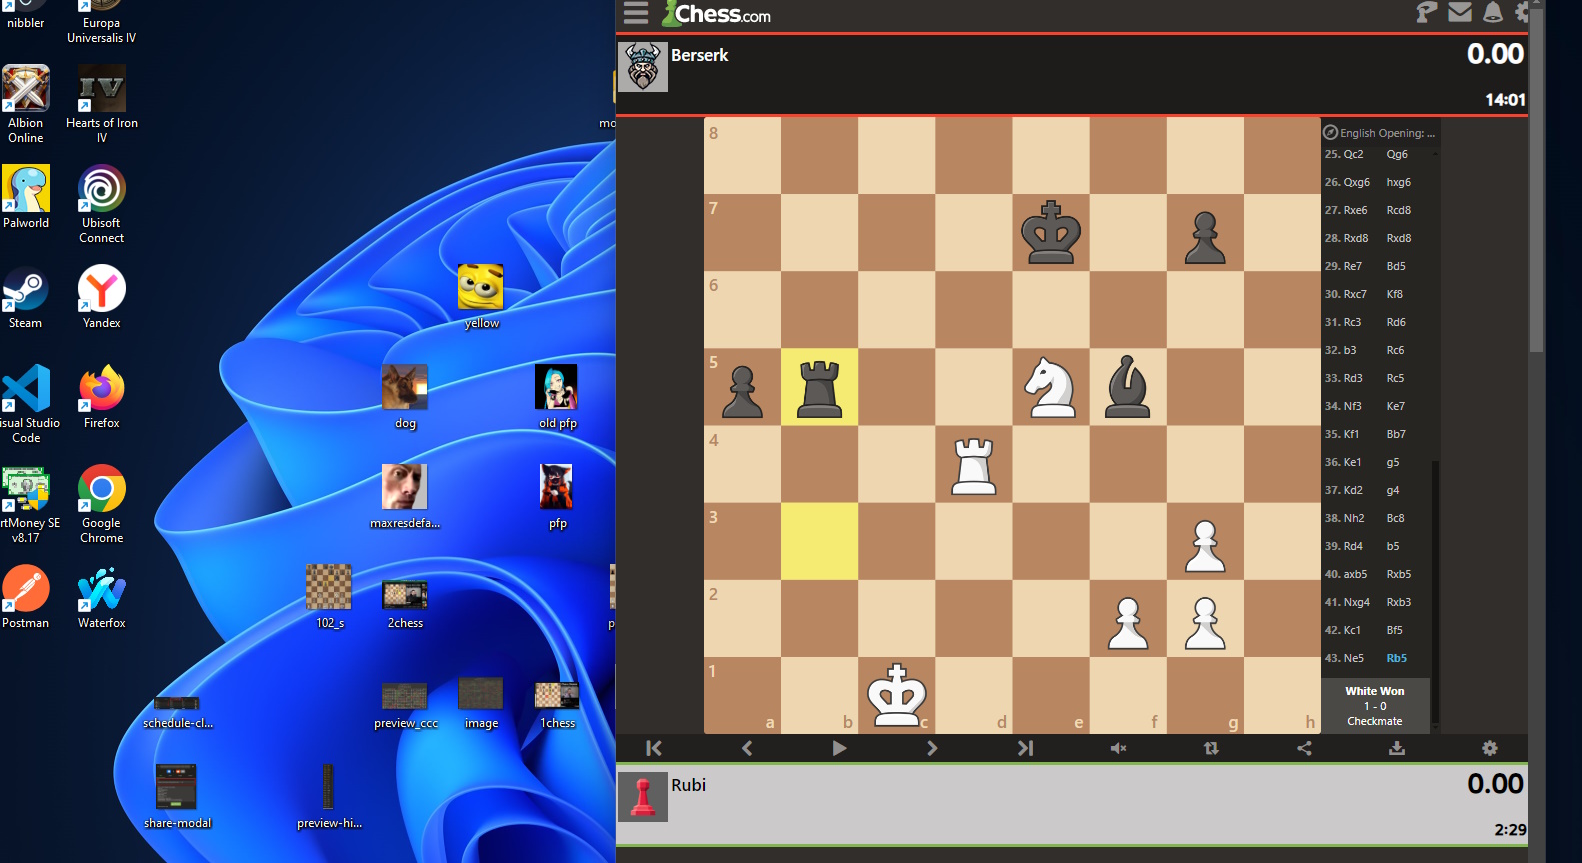 nibbler
Europa
Universalis IV
Albion
Online
Hearts of Iron
IV
Palworld
Ubisoft
Connect
Steam
Yandex
isual Studio
Code
Firefox
rtMoney SE
v8.17
Google
Chrome
Postman
Waterfox
yellow
dog
old pfp
maxresdefa...
pfp
102_s
2chess
schedule-cl...
preview_ccc
image
1chess
share-modal
preview-hi...
mo
p
Chess.com
Berserk
0.00
14:01
English Opening: ...
25. Qc2 Qg6
26. Qxg6 hxg6
27. Rxe6 Rcd8
28. Rxd8 Rxd8
29. Re7 Bd5
30. Rxc7 Kf8
31. Rc3 Rd6
32. b3 Rc6
33. Rd3 Rc5
34. Nf3 Ke7
35. Kf1 Bb7
36. Ke1 g5
37. Kd2 g4
38. Nh2 Bc8
39. Rd4 b5
40. axb5 Rxb5
41. Nxg4 Rxb3
42. Kc1 Bf5
43. Ne5 Rb5
White Won
1 - 0
Checkmate
8
7
6
5
4
3
2
1
a b c d e f g h
Rubi
0.00
2:29